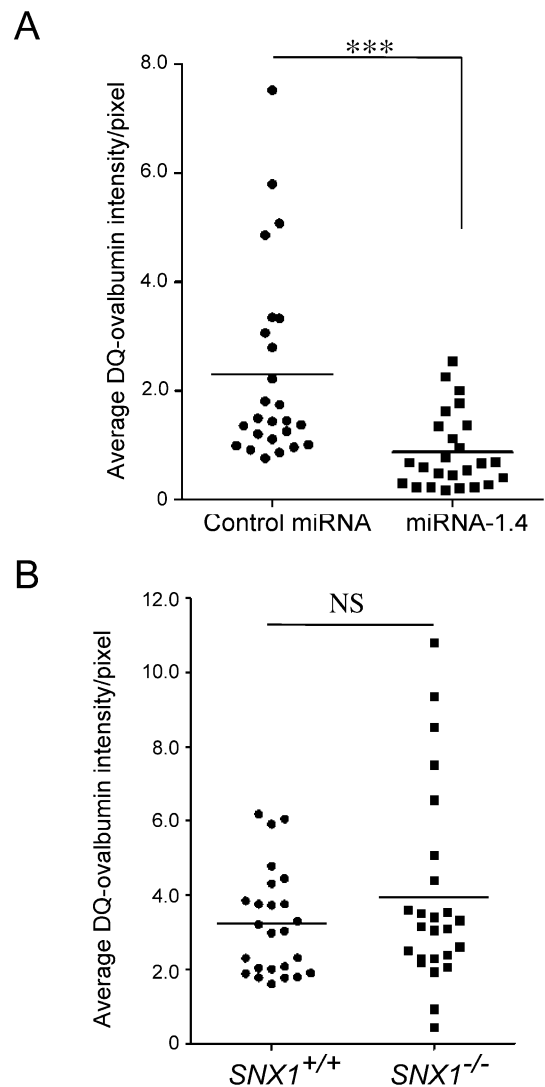 A
***
8.0
6.0
4.0
2.0
0
Average DQ-ovalbumin intensity/pixel
Control miRNA
miRNA-1.4
B
NS
12.0
10.0
8.0
6.0
4.0
2.0
0
Average DQ-ovalbumin intensity/pixel
SNX1+/+
SNX1-/-